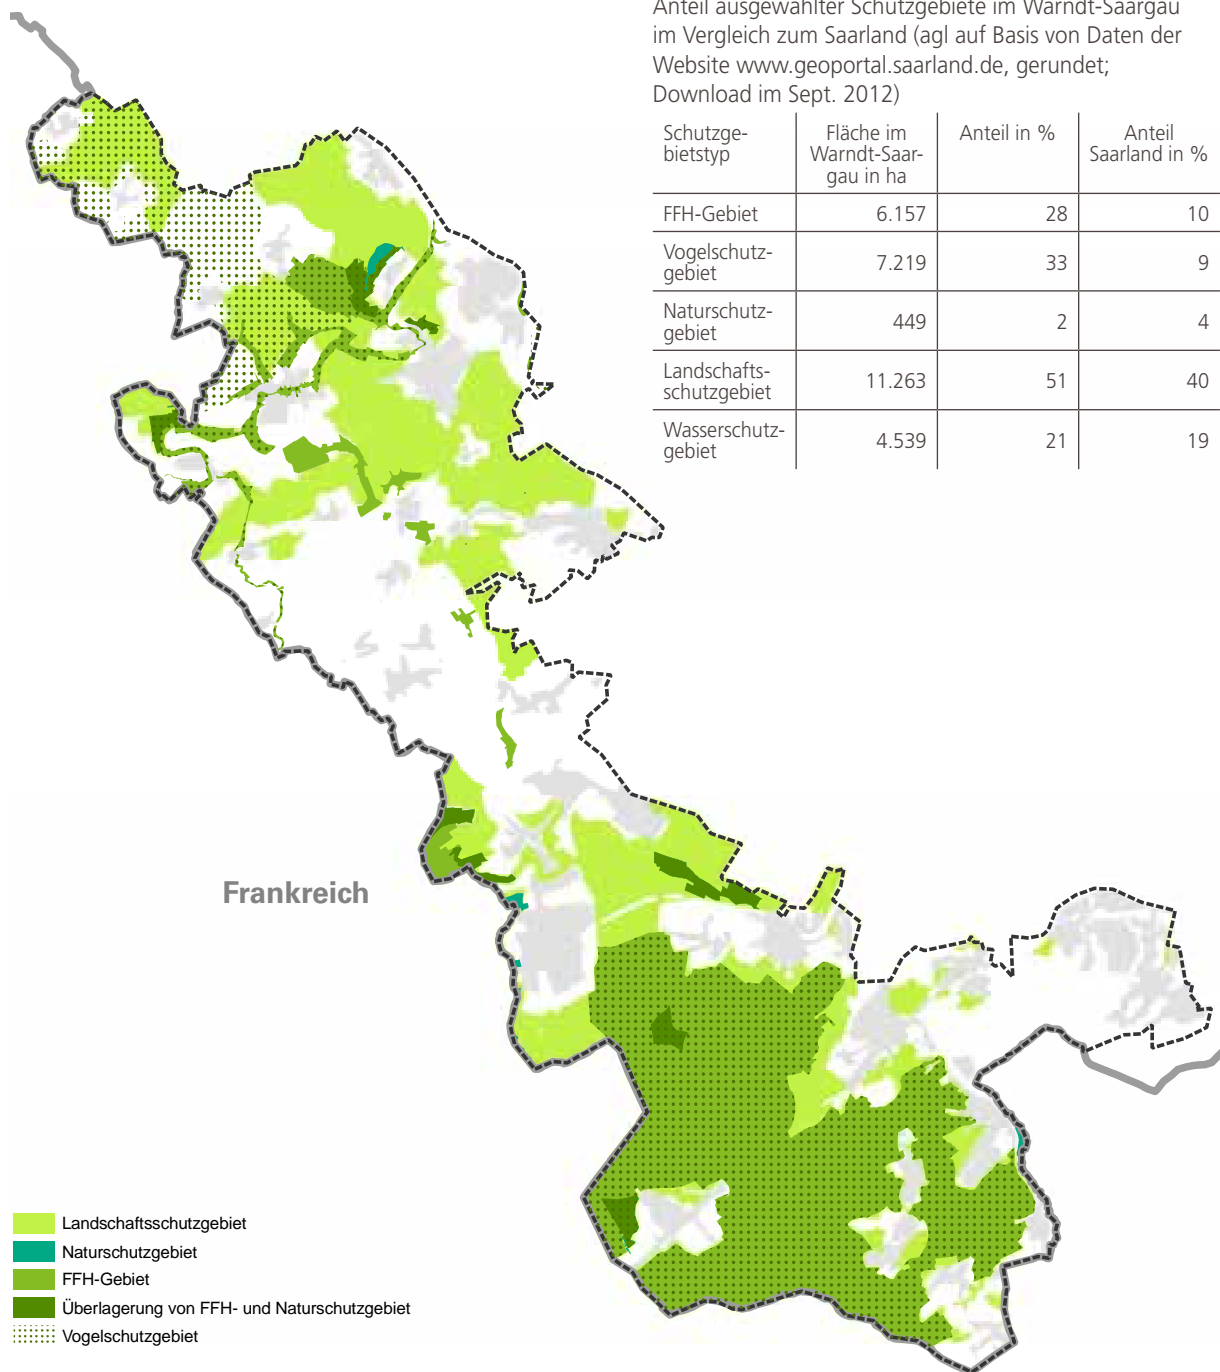 Anteil ausgewählter Schutzgebiete im Warndt-Saargau
im Vergleich zum Saarland (agl auf Basis von Daten der
Website www.geoportal.saarland.de, gerundet;
Download im Sept. 2012)
Schutzge-
bietstyp
Fläche im
Warndt-Saar-
gau in ha
Anteil in %
Anteil
Saarland in %
FFH-Gebiet 6.157 28 10
Vogelschutz-
gebiet 7.219 33 9
Naturschutz-
gebiet 449 2 4
Landschafts-
schutzgebiet 11.263 51 40
Wasserschutz-
gebiet 4.539 21 19
Frankreich
Landschaftsschutzgebiet
Naturschutzgebiet
FFH-Gebiet
Überlagerung von FFH- und Naturschutzgebiet
Vogelschutzgebiet